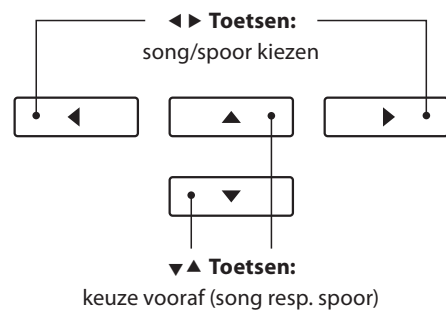 ◀ ▶ Toetsen:
song/spoor kiezen
▼ ▲ Toetsen:
keuze vooraf (song resp. spoor)